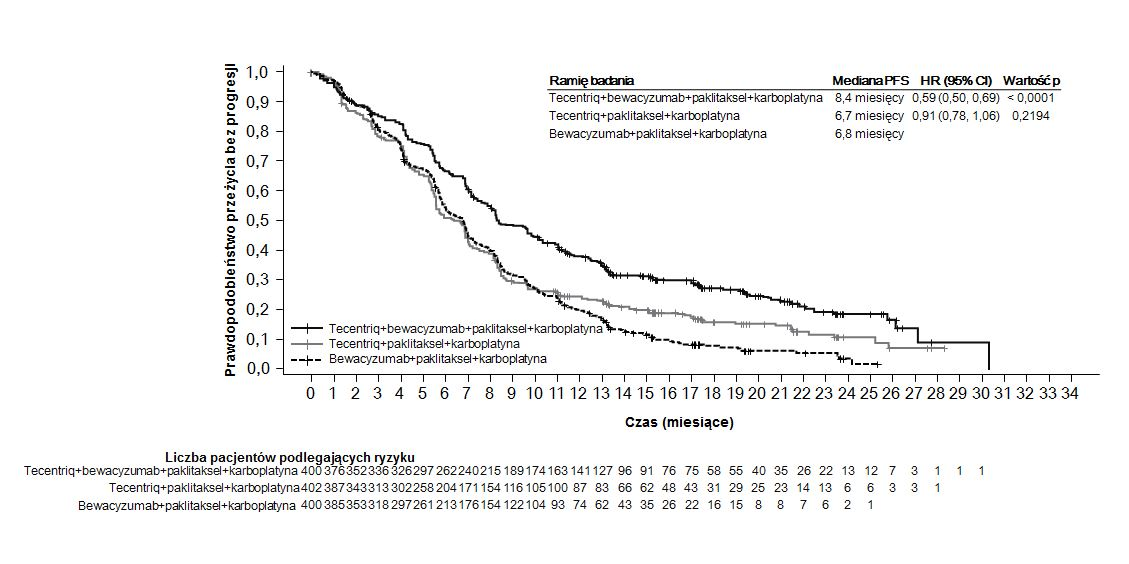 Prawdopodobieństwo przeżycia bez progresji
1,0
0,9
0,8
0,7
0,6
0,5
0,4
0,3
0,2
0,1
0,0
Ramię badania Mediana PFS HR (95% CI) Wartość p
Tecentriq+bewacyzumab+paklitaksel+karboplatyna 8,4 miesięcy 0,59 (0,50, 0,69) < 0,0001
Tecentriq+paklitaksel+karboplatyna 6,7 miesięcy 0,91 (0,78, 1,06) 0,2194
Bewacyzumab+paklitaksel+karboplatyna 6,8 miesięcy
Tecentriq+bewacyzumab+paklitaksel+karboplatyna
Tecentriq+paklitaksel+karboplatyna
Bewacyzumab+paklitaksel+karboplatyna
0 1 2 3 4 5 6 7 8 9 10 11 12 13 14 15 16 17 18 19 20 21 22 23 24 25 26 27 28 29 30 31 32 33 34
Czas (miesiące)
Liczba pacjentów podlegających ryzyku
Tecentriq+bewacyzumab+paklitaksel+karboplatyna 400 376 352 336 326 297 262 240 215 189 174 163 141 127 96 91 76 75 58 55 40 35 26 22 13 12 7 3 1 1 1
Tecentriq+paklitaksel+karboplatyna 402 387 343 313 302 258 204 171 154 116 105 100 87 83 66 62 48 43 31 29 25 23 14 13 6 6 3 3 1
Bewacyzumab+paklitaksel+karboplatyna 400 385 353 318 297 261 213 176 154 122 104 93 74 62 43 35 26 22 16 15 8 8 7 6 2 1